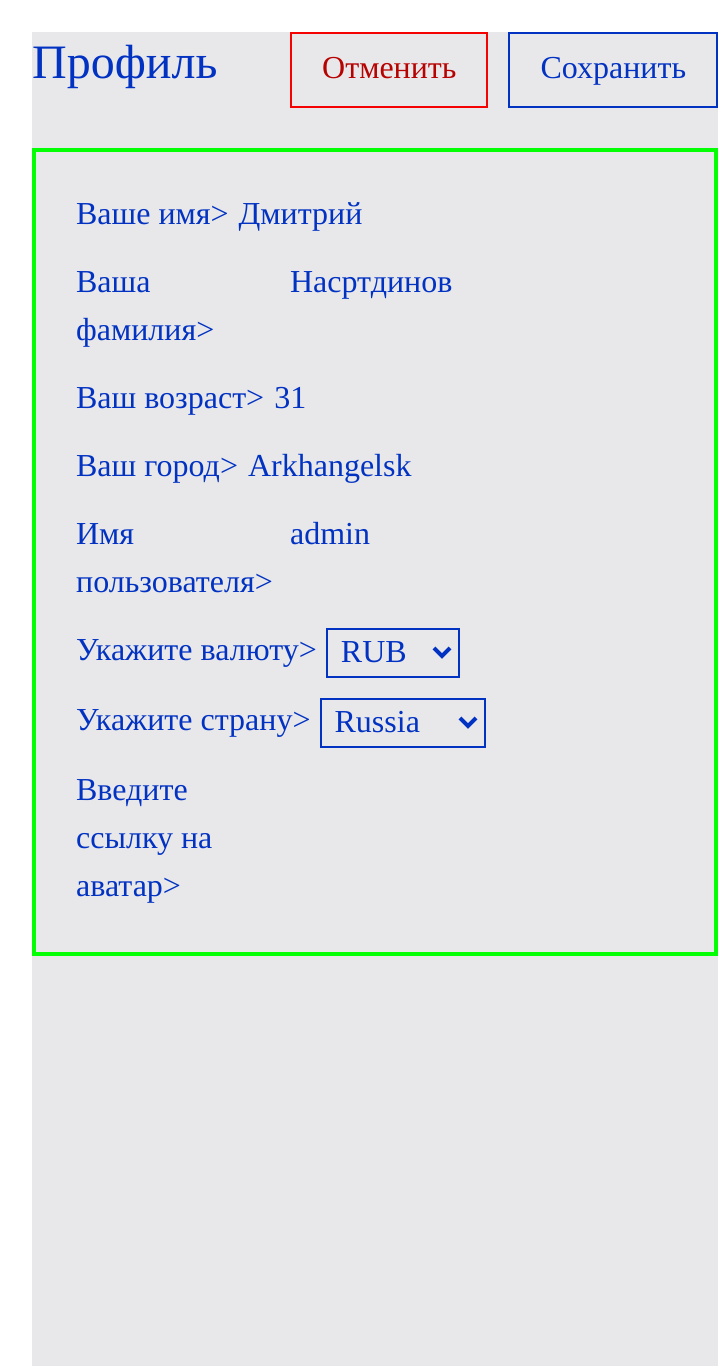 Профиль Отменить Сохранить
Ваше имя> Дмитрий
Ваша Насртдинов
фамилия>
Ваш возраст> 31
Ваш город> Arkhangelsk
Имя admin
пользователя>
Укажите валюту> RUB
Укажите страну> Russia
Введите
ссылку на
аватар>